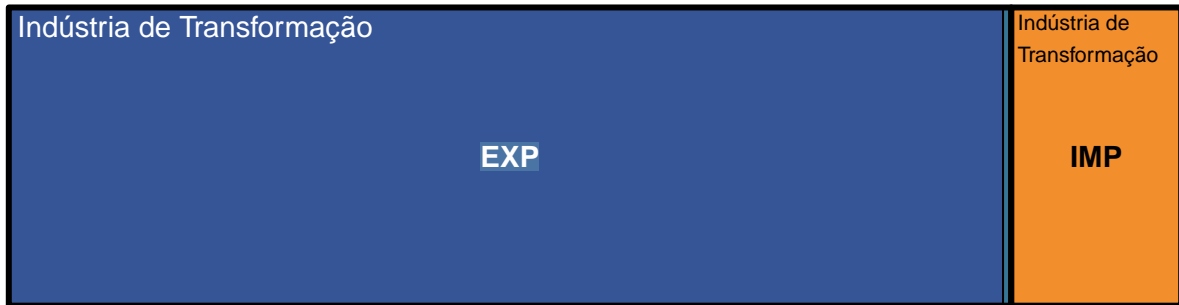 Indústria de Transformação
EXP
Indústria de
Transformação
IMP